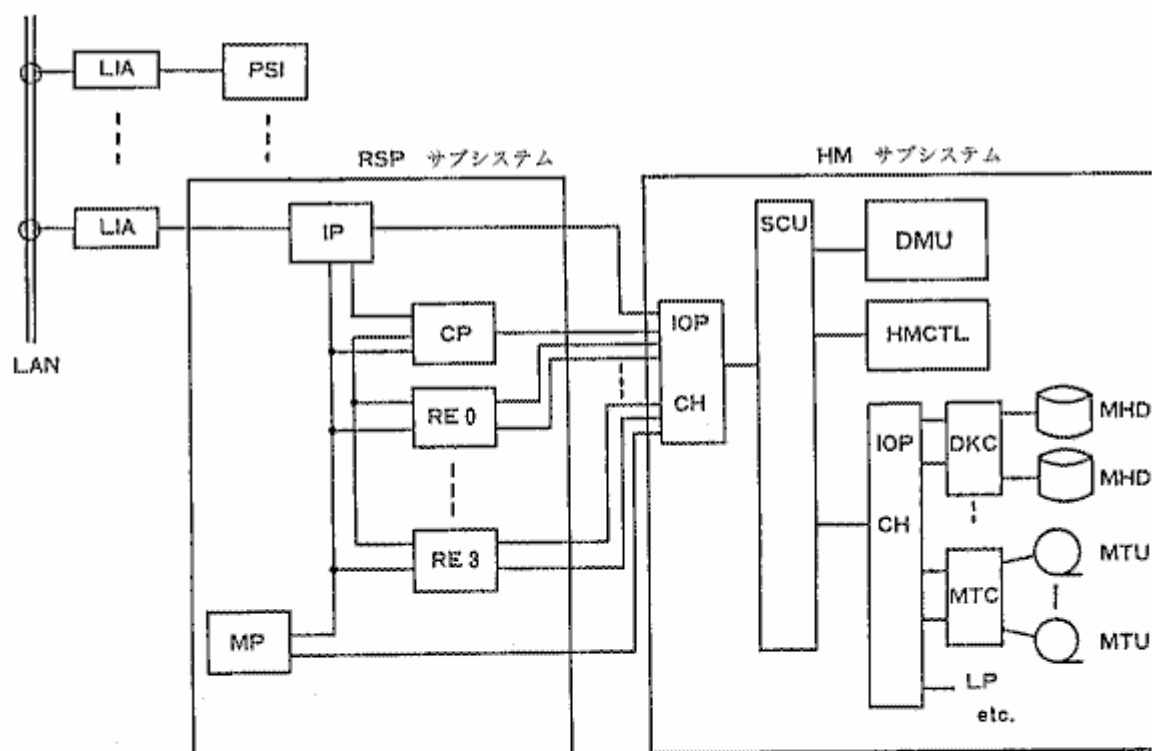 LIA
PSI
RSP サブシステム
HM サブシステム
LIA
IP
SCU
DMU
CP
IOP
CH
HMCTL.
LAN
RE 0
IOP
CH
DKC
MHD
MHD
RE 3
MTC
MTU
MTU
MP
LP
etc.